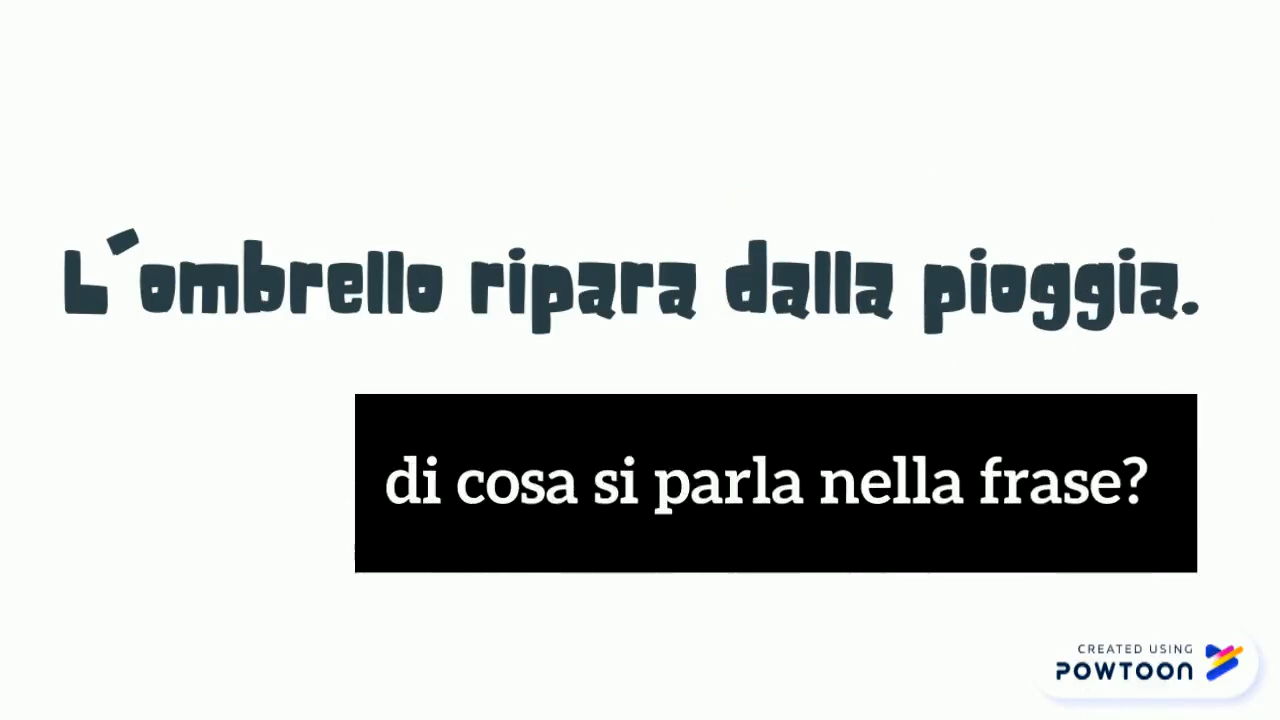 L´ombrello ripara dalla pioggia.
di cosa si parla nella frase?
CREATED USING
POWTOON